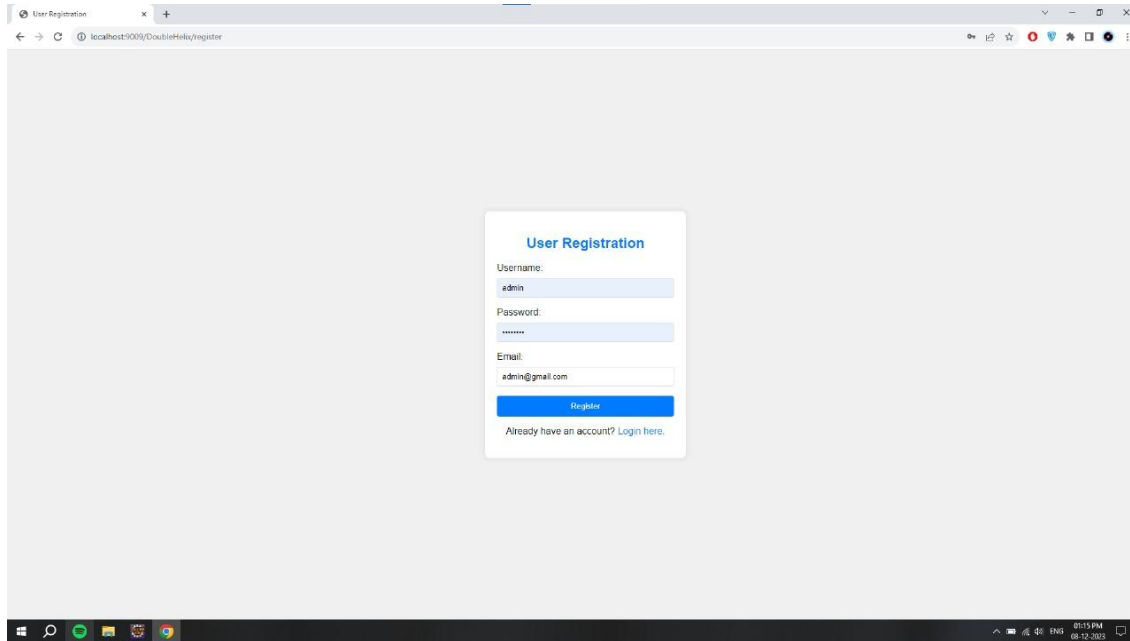 User Registration
localhost:9009/DoubleHelix/register
User Registration
Username:
admin
Password:
••••••••
Email:
admin@gmail.com
Register
Already have an account? Login here.
ENG
01:15 PM
08-12-2023